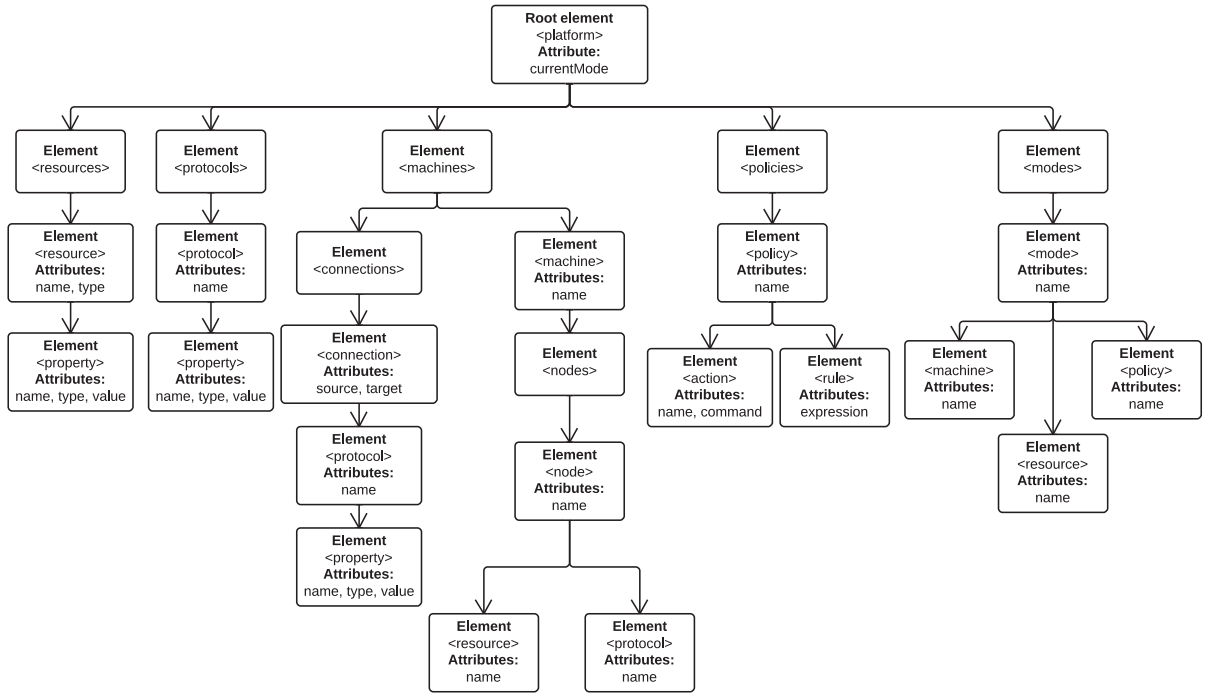 Root element
<platform>
Attribute:
currentMode
Element
<resources>
Element
<protocols>
Element
<machines>
Element
<policies>
Element
<modes>
Element
<resource>
Attributes:
name, type
Element
<protocol>
Attributes:
name
Element
<connections>
Element
<machine>
Attributes:
name
Element
<policy>
Attributes:
name
Element
<mode>
Attributes:
name
Element
<property>
Attributes:
name, type, value
Element
<property>
Attributes:
name, type, value
Element
<connection>
Attributes:
source, target
Element
<nodes>
Element
<action>
Attributes:
name, command
Element
<rule>
Attributes:
expression
Element
<machine>
Attributes:
name
Element
<policy>
Attributes:
name
Element
<protocol>
Attributes:
name
Element
<node>
Attributes:
name
Element
<resource>
Attributes:
name
Element
<property>
Attributes:
name, type, value
Element
<resource>
Attributes:
name
Element
<protocol>
Attributes:
name